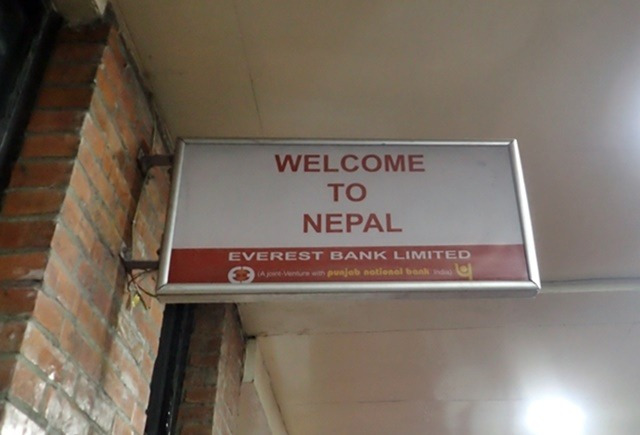 WELCOME
TO
NEPAL
EVEREST BANK LIMITED
(A joint Venture with punjab national bank India)